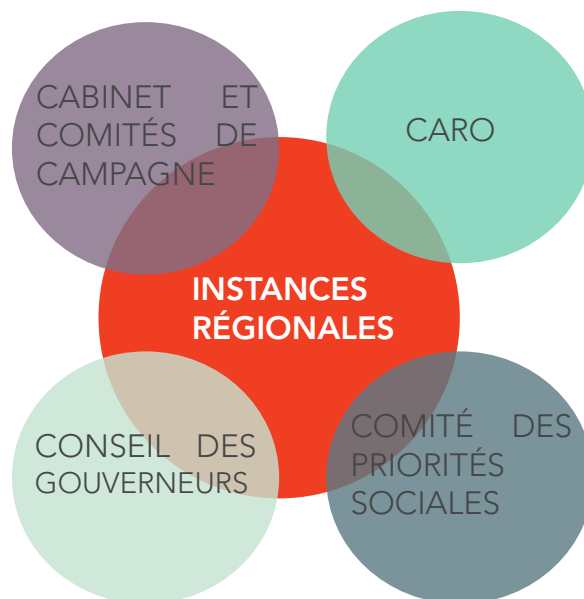 CABINET ET
COMITÉS DE
CAMPAGNE
CARO
INSTANCES
RÉGIONALES
CONSEIL DES
GOUVERNEURS
COMITÉ DES
PRIORITÉS
SOCIALES